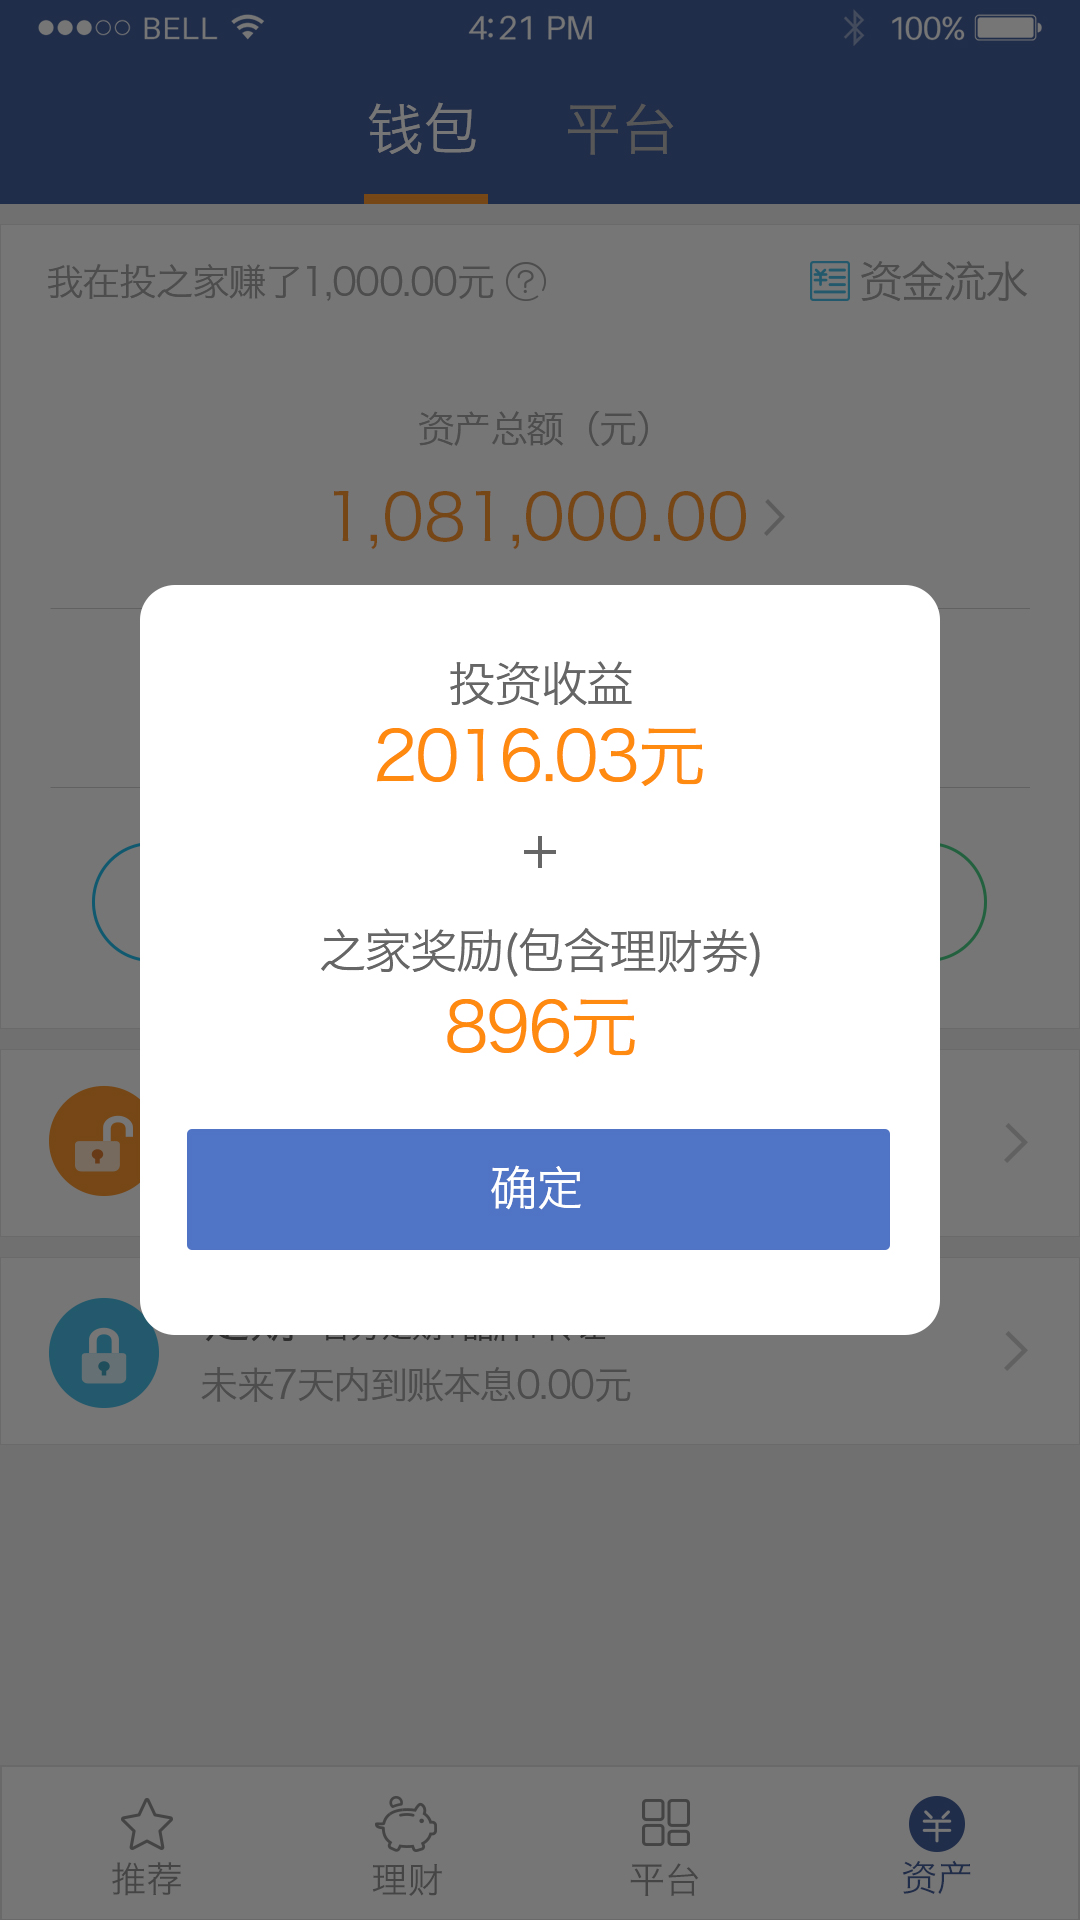 BELL 4:21 PM 100%
钱包 平台
我在投之家赚了1,000.00元 ? 资金流水
资产总额（元）
1,081,000.00
投资收益
2016.03元
+
之家奖励(包含理财券)
896元
确定
未来7天内到账本息0.00元
推荐 理财 平台 资产